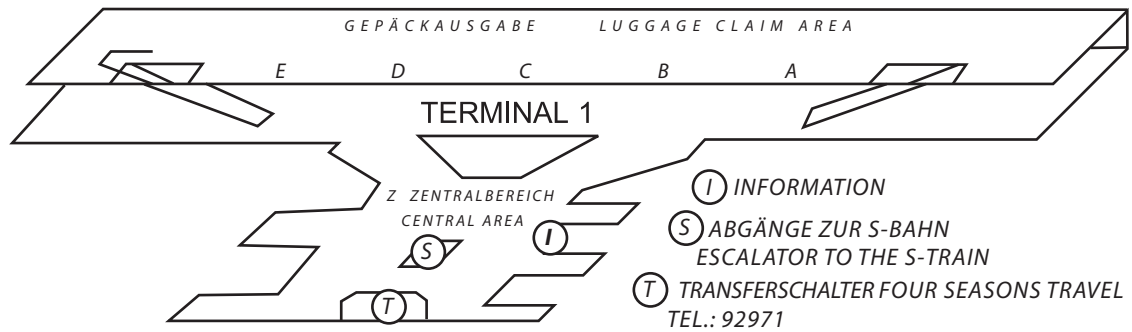 GEPÄCKAUSGABE LUGGAGE CLAIM AREA
E D C B A
TERMINAL 1
Z ZENTRALBEREICH
CENTRAL AREA
S
I
T
I INFORMATION
S ABGÄNGE ZUR S-BAHN
ESCALATOR TO THE S-TRAIN
T TRANSFERSCHALTER FOUR SEASONS TRAVEL
TEL.: 92971